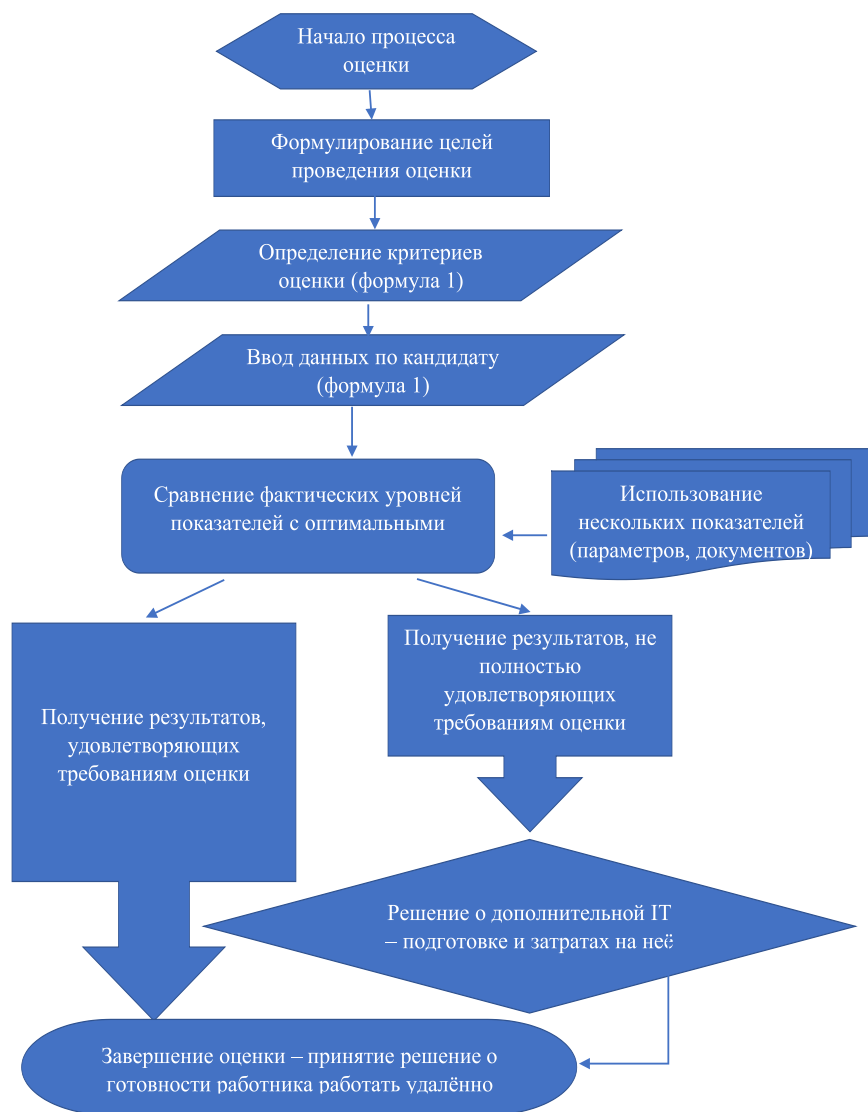 Начало процесса
оценки
Формулирование целей
проведения оценки
Определение критериев
оценки (формула 1)
Ввод данных по кандидату
(формула 1)
Сравнение фактических уровней
показателей с оптимальными
Использование
нескольких показателей
(параметров, документов)
Получение результатов, не
полностью
удовлетворяющих
требованиям оценки
Получение результатов,
удовлетворяющих
требованиям оценки
Решение о дополнительной IT
– подготовке и затратах на неё
Завершение оценки – принятие решение о
готовности работника работать удалённо